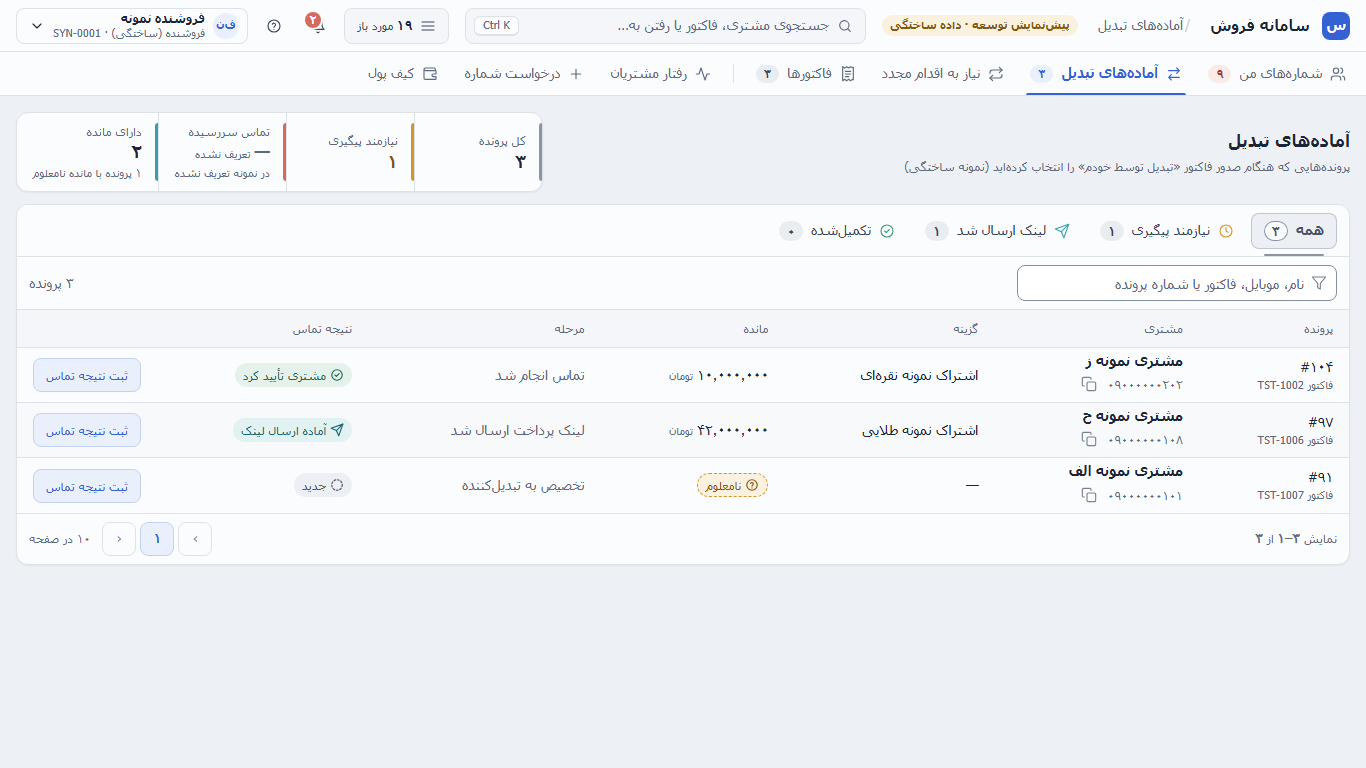 س سامانه فروش / آماده‌های تبدیل پیش‌نمایش توسعه · داده ساختگی جستجوی مشتری، فاکتور یا رفتن به... Ctrl K ۱۹ مورد باز ۲ ف‌ن فروشنده نمونه
فروشنده (ساختگی) · SYN-0001
شماره‌های من ۹ آماده‌های تبدیل ۳ نیاز به اقدام مجدد فاکتورها ۳ رفتار مشتریان درخواست شماره کیف پول
آماده‌های تبدیل
پرونده‌هایی که هنگام صدور فاکتور «تبدیل توسط خودم» را انتخاب کرده‌اید (نمونه ساختگی)
کل پرونده
۳
نیازمند پیگیری
۱
تماس سررسیده
— تعریف نشده
در نمونه تعریف نشده
دارای مانده
۲
۱ پرونده با مانده نامعلوم
همه ۳ نیازمند پیگیری ۱ لینک ارسال شد ۱ تکمیل‌شده ۰
نام، موبایل، فاکتور یا شماره پرونده ۳ پرونده
پرونده مشتری گزینه مانده مرحله نتیجه تماس
#۱۰۴ مشتری نمونه ز اشتراک نمونه نقره‌ای ۱۰,۰۰۰,۰۰۰ تومان تماس انجام شد مشتری تأیید کرد ثبت نتیجه تماس
فاکتور TST-1002 ۰۹۰۰۰۰۰۰۲۰۲
#۹۷ مشتری نمونه ح اشتراک نمونه طلایی ۴۲,۰۰۰,۰۰۰ تومان لینک پرداخت ارسال شد آماده ارسال لینک ثبت نتیجه تماس
فاکتور TST-1006 ۰۹۰۰۰۰۰۰۱۰۸
#۹۱ مشتری نمونه الف — نامعلوم تخصیص به تبدیل‌کننده جدید ثبت نتیجه تماس
فاکتور TST-1007 ۰۹۰۰۰۰۰۰۱۰۱
نمایش ۱–۳ از ۳ ۱ ۱۰ در صفحه